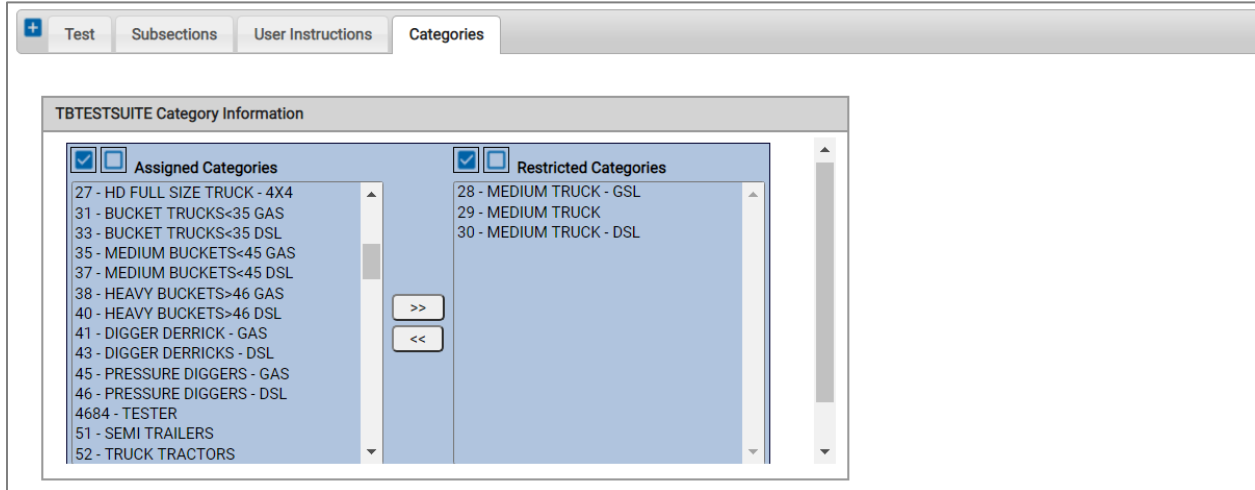 Test
Subsections
User Instructions
Categories
TBTESTSUITE Category Information
Assigned Categories
27 - HD FULL SIZE TRUCK - 4X4
31 - BUCKET TRUCKS<35 GAS
33 - BUCKET TRUCKS<35 DSL
35 - MEDIUM BUCKETS<45 GAS
37 - MEDIUM BUCKETS<45 DSL
38 - HEAVY BUCKETS>46 GAS
40 - HEAVY BUCKETS>46 DSL
41 - DIGGER DERRICK - GAS
43 - DIGGER DERRICKS - DSL
45 - PRESSURE DIGGERS - GAS
46 - PRESSURE DIGGERS - DSL
4684 - TESTER
51 - SEMI TRAILERS
52 - TRUCK TRACTORS
>>
<<
Restricted Categories
28 - MEDIUM TRUCK - GSL
29 - MEDIUM TRUCK
30 - MEDIUM TRUCK - DSL